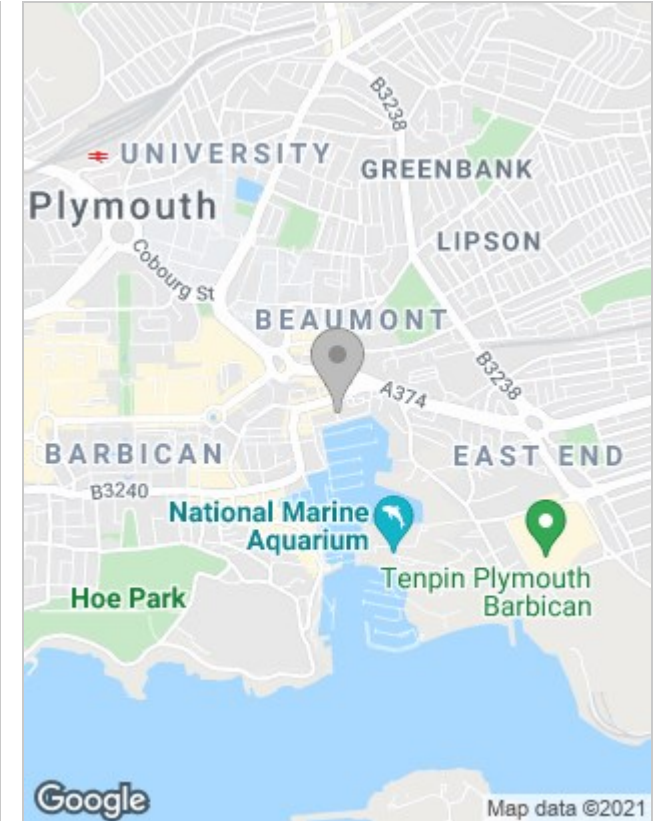 B3238
UNIVERSITY
GREENBANK
Plymouth
LIPSON
Cobourg St
BEAUMONT
B3238
A374
BARBICAN
EAST END
B3240
National Marine
Aquarium
Tenpin Plymouth
Barbican
Hoe Park
Google
Map data ©2021